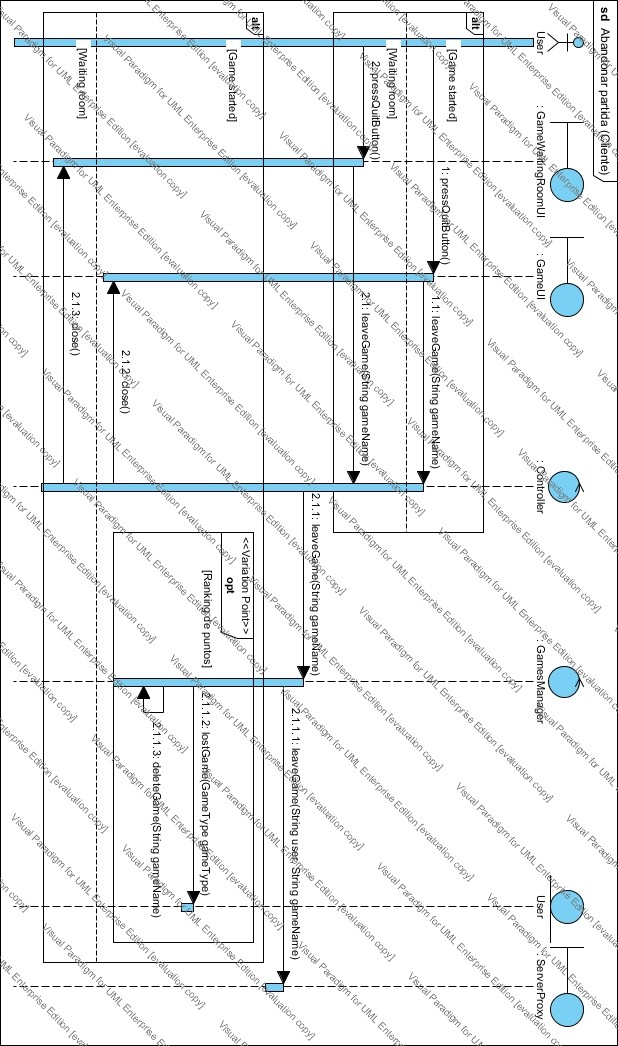 sd Abandonar partida (Cliente)
User
: GameWaitingRoomUI
: GameUI
: Controller
: GamesManager
User
: ServerProxy
alt
[Game started]
1: pressQuitButton()
1.1: leaveGame(String gameName)
[Waiting room]
2: pressQuitButton()
2.1: leaveGame(String gameName)
2.1.1: leaveGame(String gameName)
2.1.1.1: leaveGame(String user, String gameName)
alt
[Game started]
<<Variation Point>>
opt
[Ranking de puntos]
2.1.1.2: lostGame(GameType gameType)
2.1.1.3: deleteGame(String gameName)
2.1.2: close()
[Waiting room]
2.1.3: close()
Visual Paradigm for UML Enterprise Edition [evaluation copy]